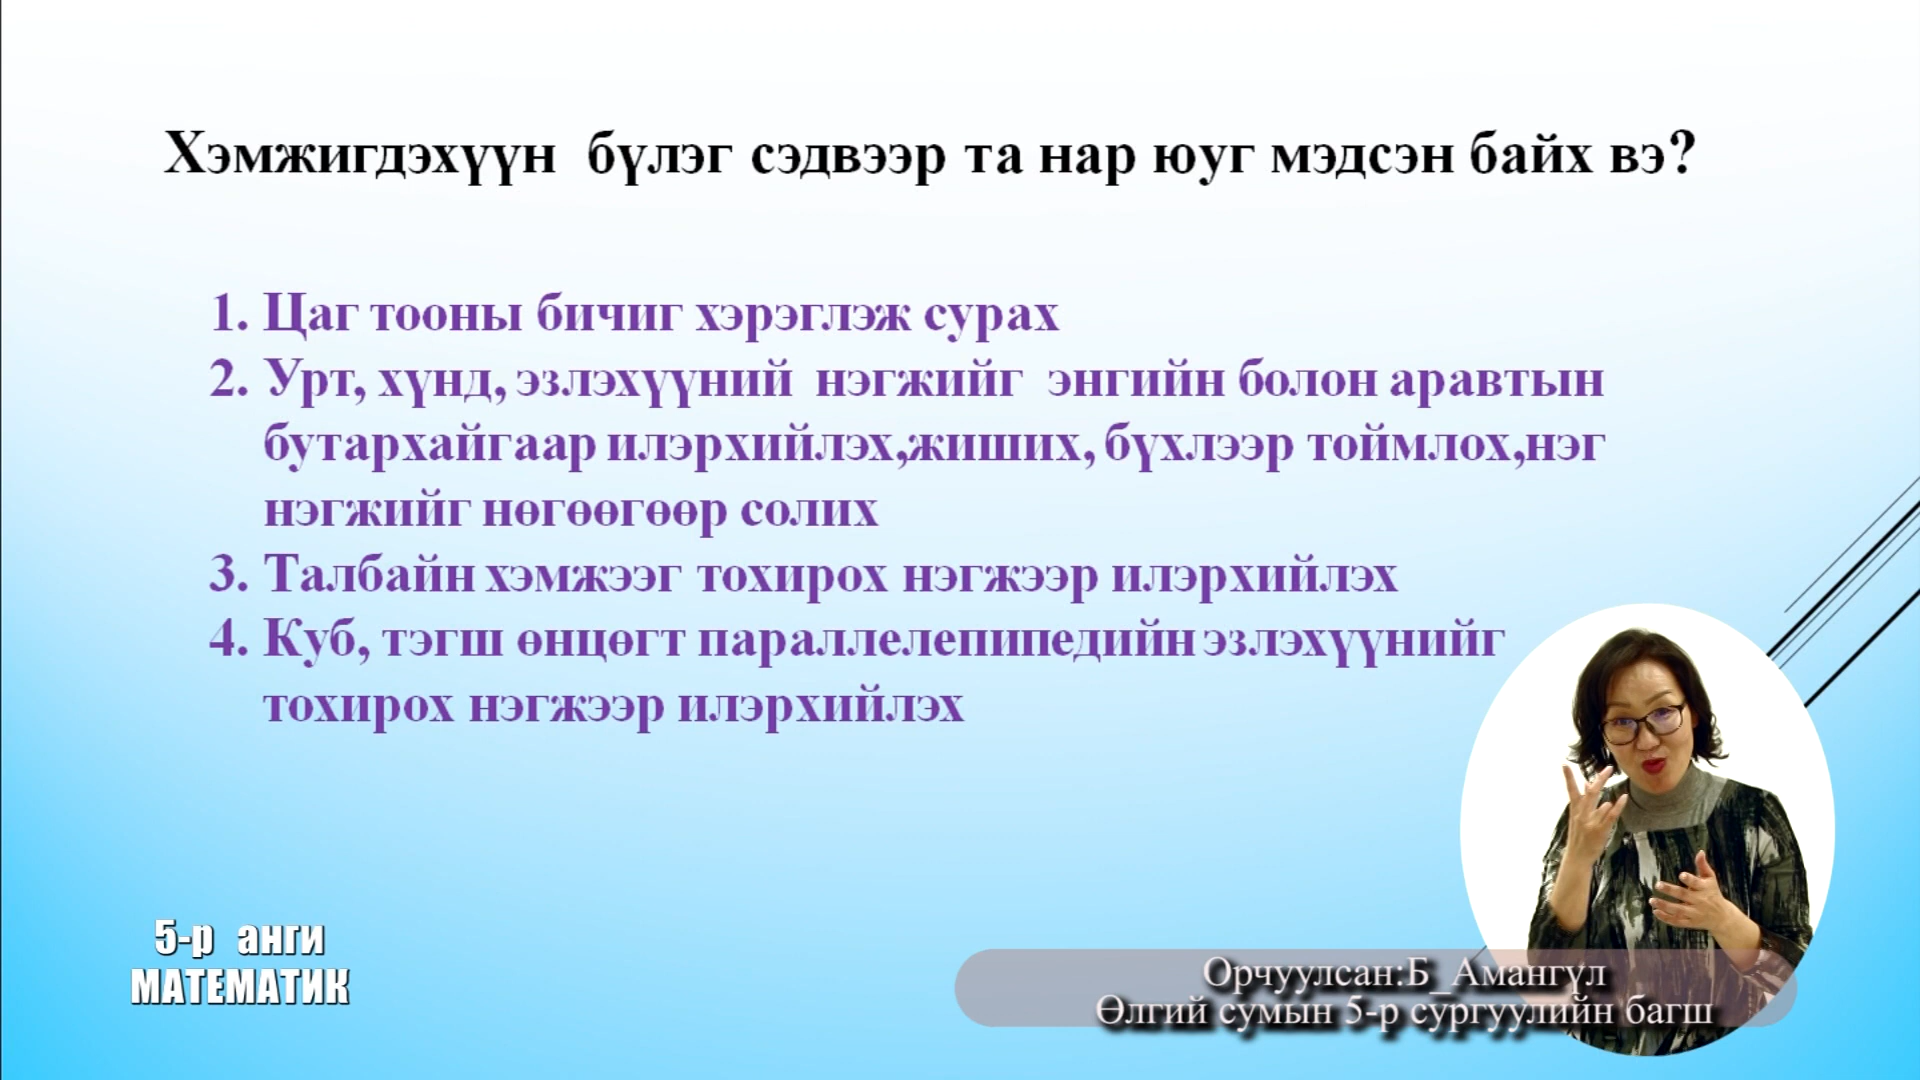 Хэмжигдэхүүн бүлэг сэдвээр та нар юуг мэдсэн байх вэ?
1. Цаг тооны бичиг хэрэглэж сурах
2. Урт, хүнд, эзлэхүүний нэгжийг энгийн болон аравтын
бутархайгаар илэрхийлэх,жиших, бүхлээр тоймлох,нэг
нэгжийг нөгөөгөөр солих
3. Талбайн хэмжээг тохирох нэгжээр илэрхийлэх
4. Куб, тэгш өнцөгт параллелепипедийн эзлэхүүнийг
тохирох нэгжээр илэрхийлэх
5-р анги
МАТЕМАТИК
Орчуулсан:Б_Амангүл
Өлгий сумын 5-р сургуулийн багш